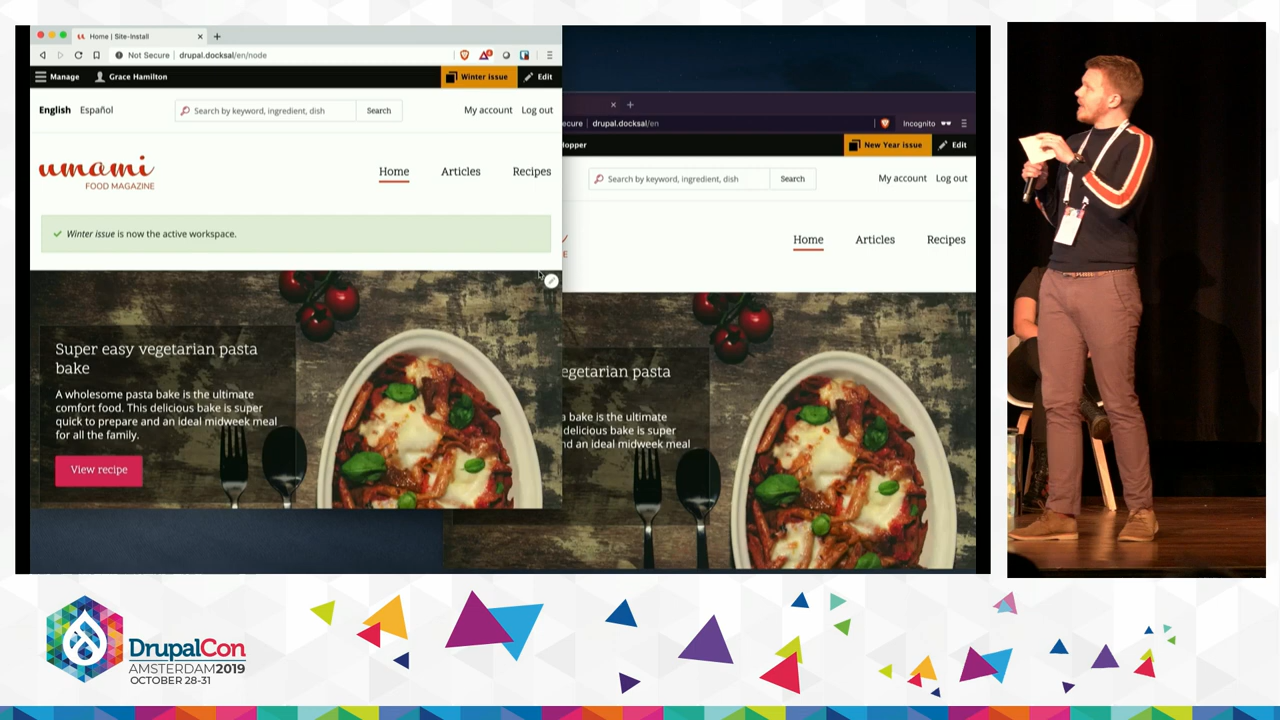 Home | Site-Install
Not Secure | drupal.docksal/en/node
Manage Grace Hamilton Winter issue Edit
English Español Search by keyword, ingredient, dish Search My account Log out
umami
FOOD MAGAZINE
Home Articles Recipes
Winter issue is now the active workspace.
Super easy vegetarian pasta
bake
A wholesome pasta bake is the ultimate
comfort food. This delicious bake is super
quick to prepare and an ideal midweek meal
for all the family.
View recipe
ecure | drupal.docksal/en Incognito
Hopper New Year issue Edit
Search by keyword, ingredient, dish Search My account Log out
Home Articles Recipes
egetarian pasta
a bake is the ultimate
delicious bake is super
nd an ideal midweek meal
DrupalCon
AMSTERDAM2019
OCTOBER 28-31